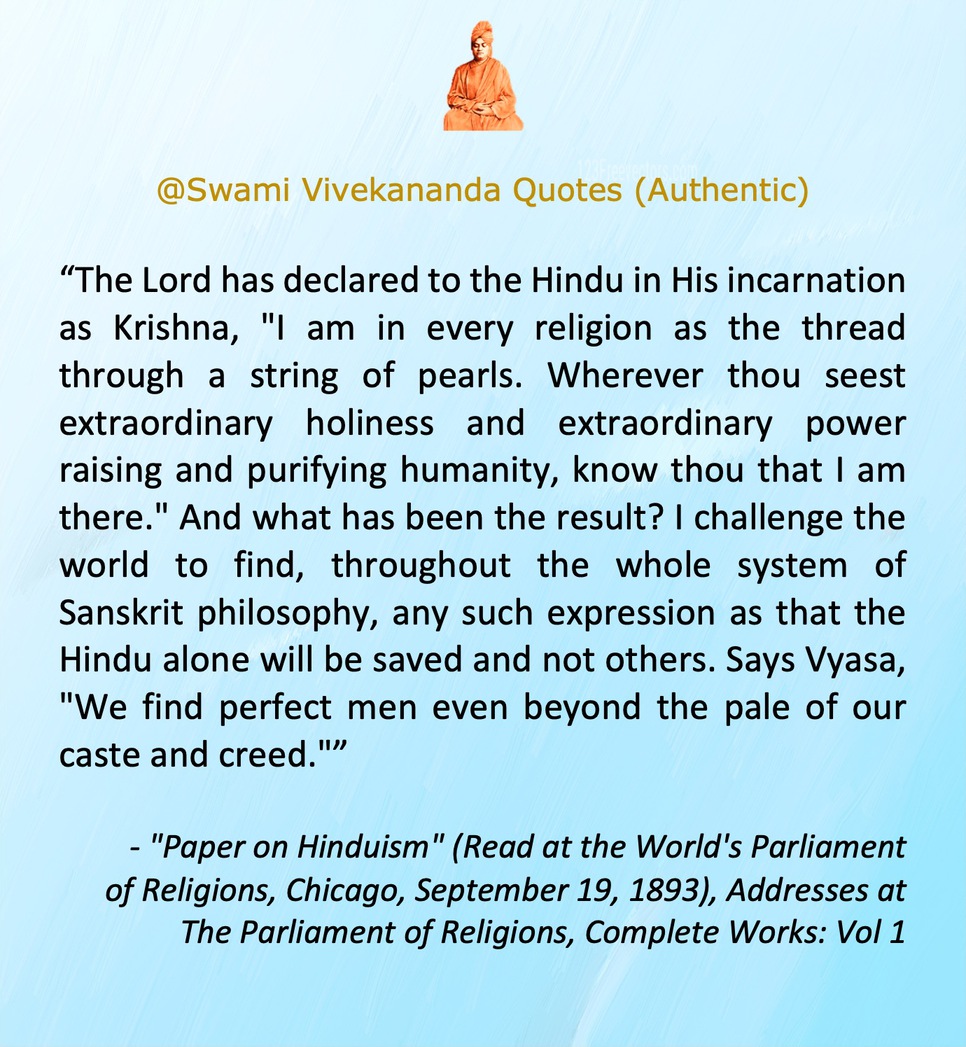 @Swami Vivekananda Quotes (Authentic)
“The Lord has declared to the Hindu in His incarnation
as Krishna, "I am in every religion as the thread
through a string of pearls. Wherever thou seest
extraordinary holiness and extraordinary power
raising and purifying humanity, know thou that I am
there." And what has been the result? I challenge the
world to find, throughout the whole system of
Sanskrit philosophy, any such expression as that the
Hindu alone will be saved and not others. Says Vyasa,
"We find perfect men even beyond the pale of our
caste and creed."”
- "Paper on Hinduism" (Read at the World's Parliament
of Religions, Chicago, September 19, 1893), Addresses at
The Parliament of Religions, Complete Works: Vol 1